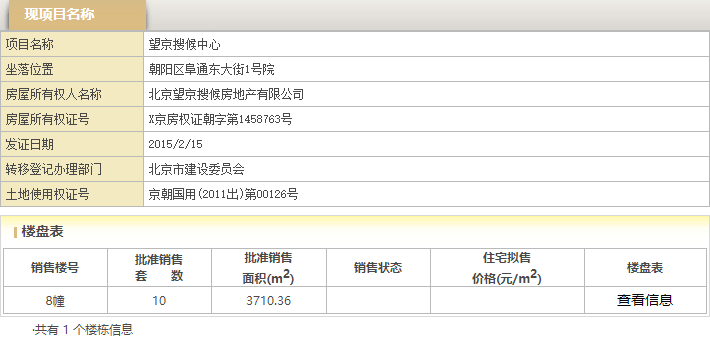 现项目名称
项目名称 望京搜候中心
坐落位置 朝阳区阜通东大街1号院
房屋所有权人名称 北京望京搜候房地产有限公司
房屋所有权证号 X京房权证朝字第1458763号
发证日期 2015/2/15
转移登记办理部门 北京市建设委员会
土地使用权证号 京朝国用(2011出)第00126号
楼盘表
销售楼号 批准销售套 数 批准销售面积(m²) 销售状态 住宅拟售价格(元/m²) 楼盘表
8幢 10 3710.36 查看信息
·共有 1 个楼栋信息